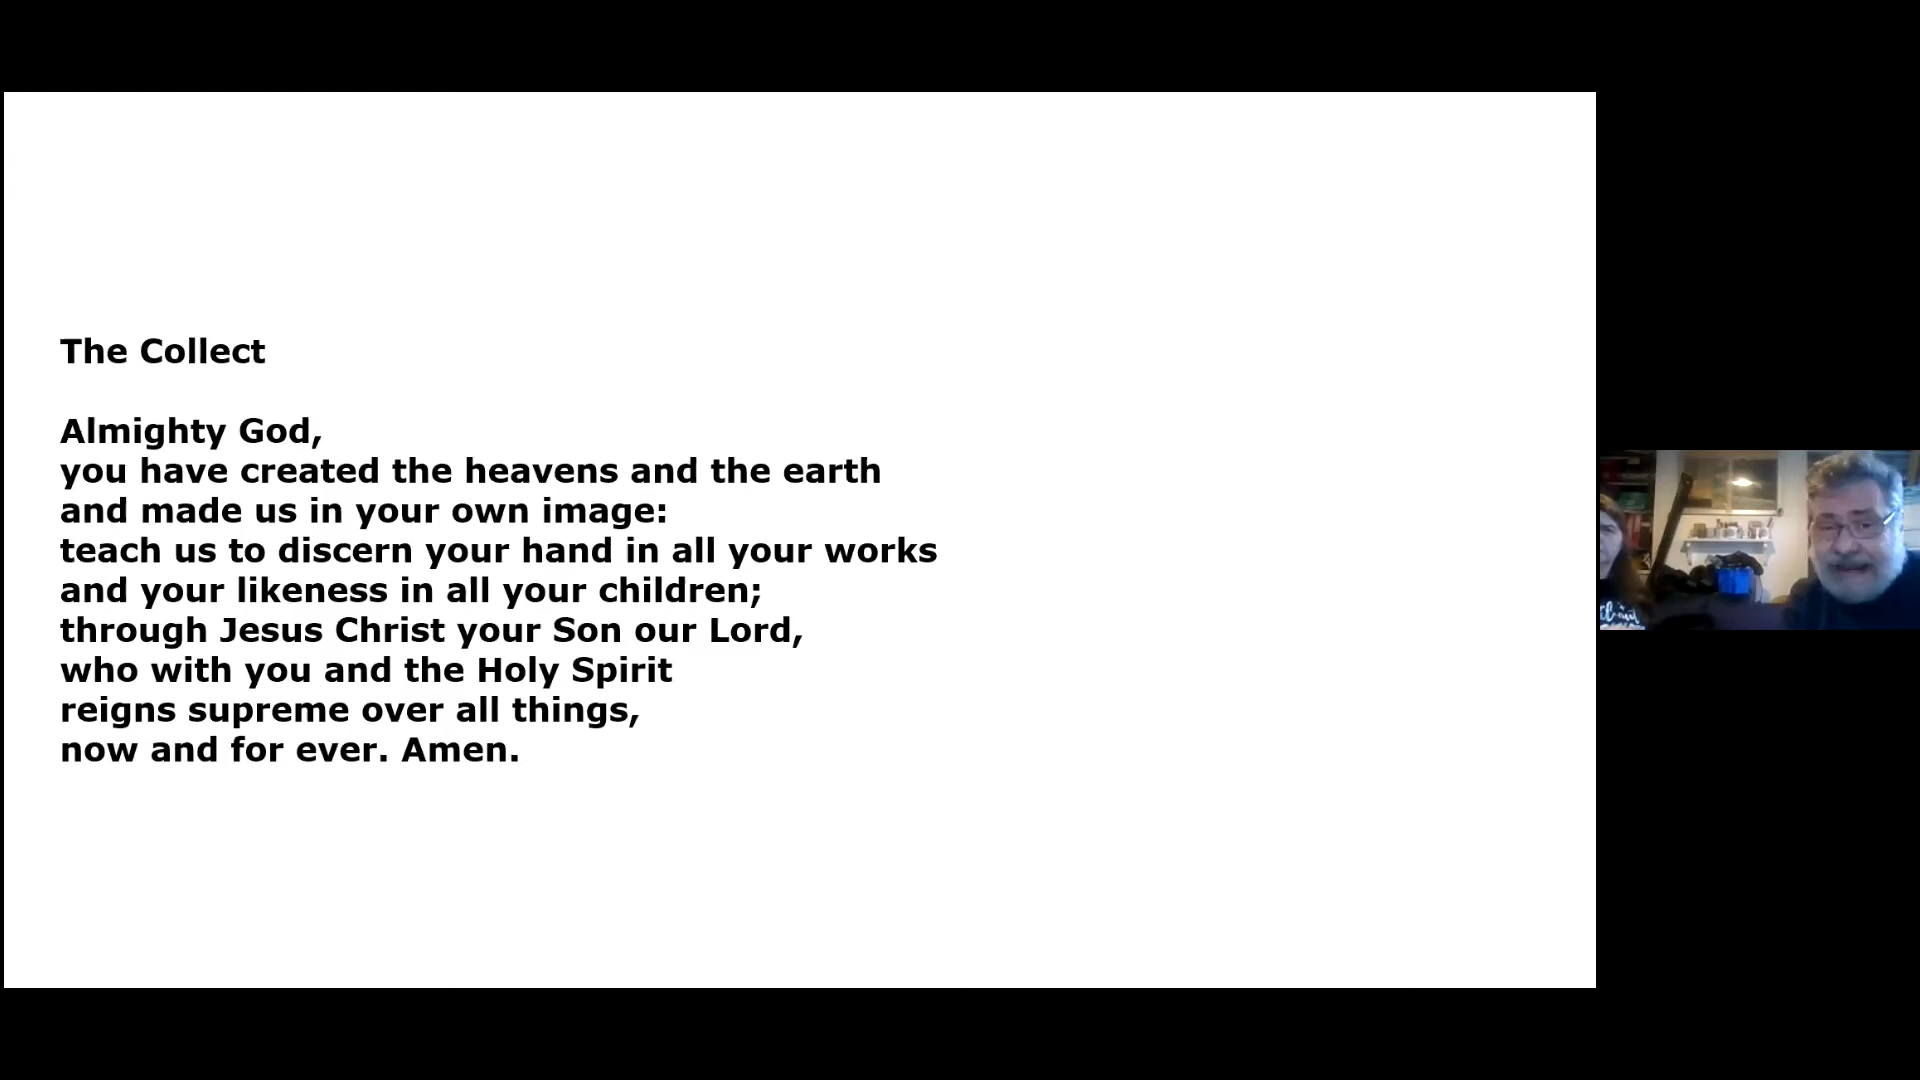 The Collect
Almighty God,
you have created the heavens and the earth
and made us in your own image:
teach us to discern your hand in all your works
and your likeness in all your children;
through Jesus Christ your Son our Lord,
who with you and the Holy Spirit
reigns supreme over all things,
now and for ever. Amen.